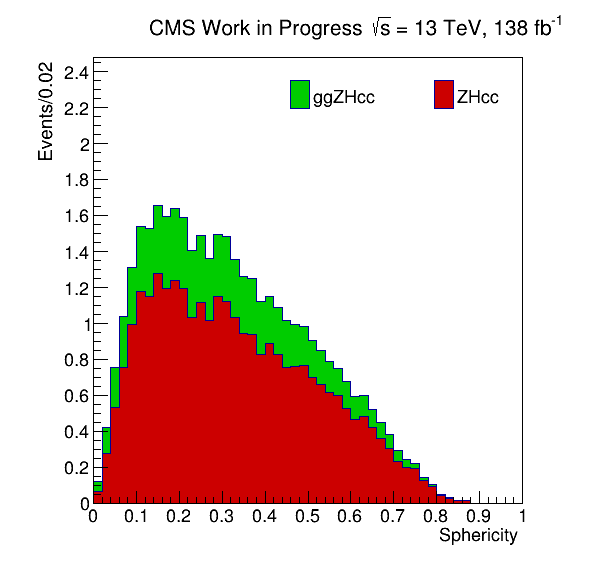 CMS Work in Progress √s = 13 TeV, 138 fb⁻¹
Events/0.02
ggZHcc
ZHcc
2.4
2.2
2
1.8
1.6
1.4
1.2
1
0.8
0.6
0.4
0.2
0
0 0.1 0.2 0.3 0.4 0.5 0.6 0.7 0.8 0.9 1
Sphericity